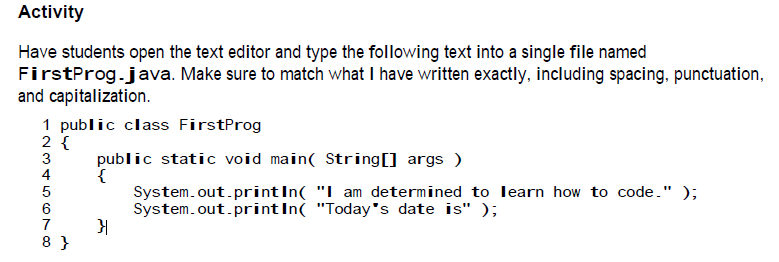 Activity
Have students open the text editor and type the following text into a single file named
FirstProg.java. Make sure to match what I have written exactly, including spacing, punctuation,
and capitalization.
1 public class FirstProg
2 {
3     public static void main( String[] args )
4     {
5         System.out.println( "I am determined to learn how to code." );
6         System.out.println( "Today's date is" );
7     }
8 }